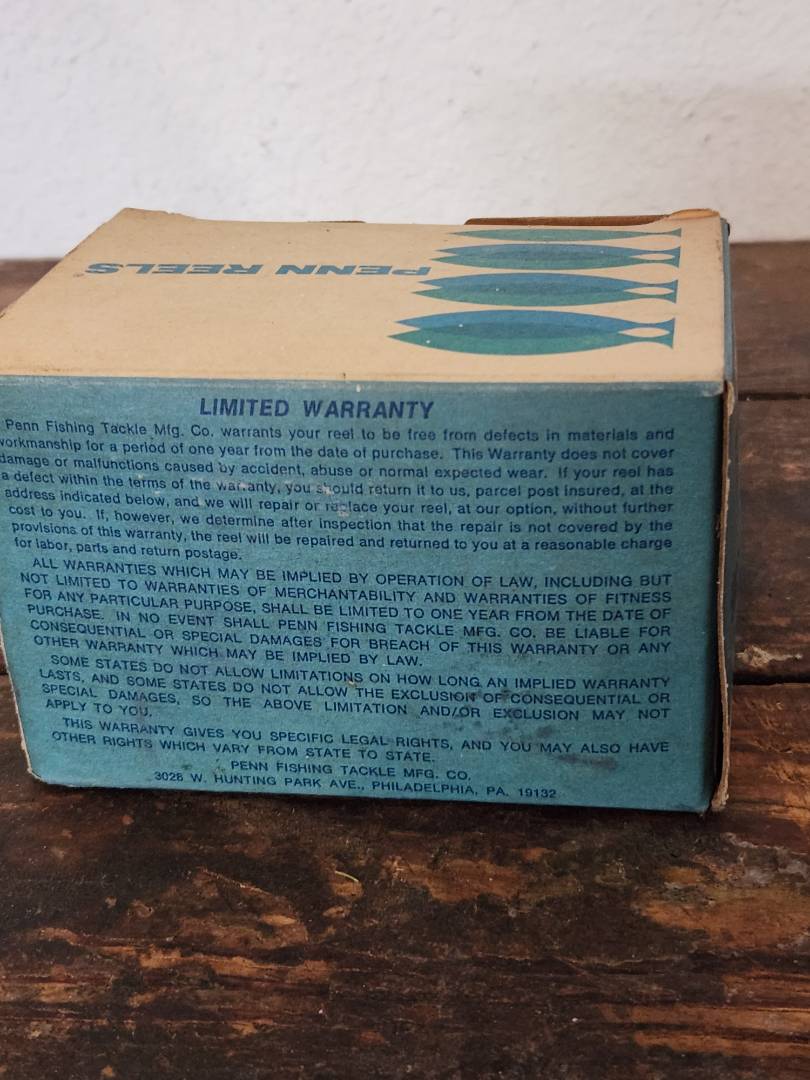 PENN REELS
LIMITED WARRANTY
Penn Fishing Tackle Mfg. Co. warrants your reel to be free from defects in materials and
workmanship for a period of one year from the date of purchase. This Warranty does not cover
damage or malfunctions caused by accident, abuse or normal expected wear. If your reel has
a defect within the terms of the warranty, you should return it to us, parcel post insured, at the
address indicated below, and we will repair or replace your reel, at our option, without further
cost to you. If, however, we determine after inspection that the repair is not covered by the
provisions of this warranty, the reel will be repaired and returned to you at a reasonable charge
for labor, parts and return postage.
ALL WARRANTIES WHICH MAY BE IMPLIED BY OPERATION OF LAW, INCLUDING BUT
NOT LIMITED TO WARRANTIES OF MERCHANTABILITY AND WARRANTIES OF FITNESS
FOR ANY PARTICULAR PURPOSE, SHALL BE LIMITED TO ONE YEAR FROM THE DATE OF
PURCHASE. IN NO EVENT SHALL PENN FISHING TACKLE MFG. CO. BE LIABLE FOR
CONSEQUENTIAL OR SPECIAL DAMAGES FOR BREACH OF THIS WARRANTY OR ANY
OTHER WARRANTY WHICH MAY BE IMPLIED BY LAW.
SOME STATES DO NOT ALLOW LIMITATIONS ON HOW LONG AN IMPLIED WARRANTY
LASTS, AND SOME STATES DO NOT ALLOW THE EXCLUSION OF CONSEQUENTIAL OR
SPECIAL DAMAGES, SO THE ABOVE LIMITATION AND/OR EXCLUSION MAY NOT
APPLY TO YOU.
THIS WARRANTY GIVES YOU SPECIFIC LEGAL RIGHTS, AND YOU MAY ALSO HAVE
OTHER RIGHTS WHICH VARY FROM STATE TO STATE.
PENN FISHING TACKLE MFG. CO.
3028 W. HUNTING PARK AVE., PHILADELPHIA, PA. 19132